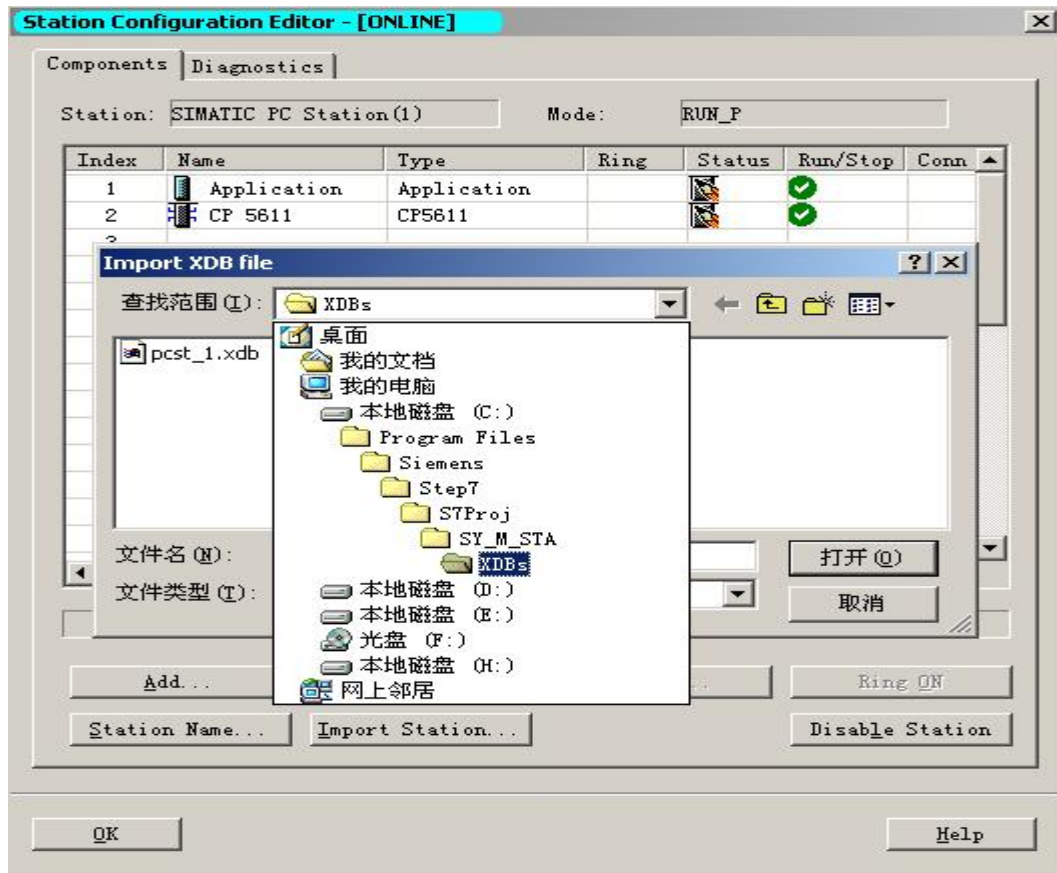 Station Configuration Editor - [ONLINE]
Components Diagnostics
Station: SIMATIC PC Station(1) Mode: RUN_P
Index Name Type Ring Status Run/Stop Conn
1 Application Application
2 CP 5611 CP5611
Import XDB file
查找范围(I): XDBs
pcst_1.xdb
桌面
我的文档
我的电脑
本地磁盘 (C:)
Program Files
Siemens
Step7
S7Proj
SY_M_STA
XDBs
本地磁盘 (D:)
本地磁盘 (E:)
光盘 (F:)
本地磁盘 (H:)
网上邻居
文件名(N): 打开(O)
文件类型(T): 取消
Add... Ring ON
Station Name... Import Station... Disable Station
OK Help